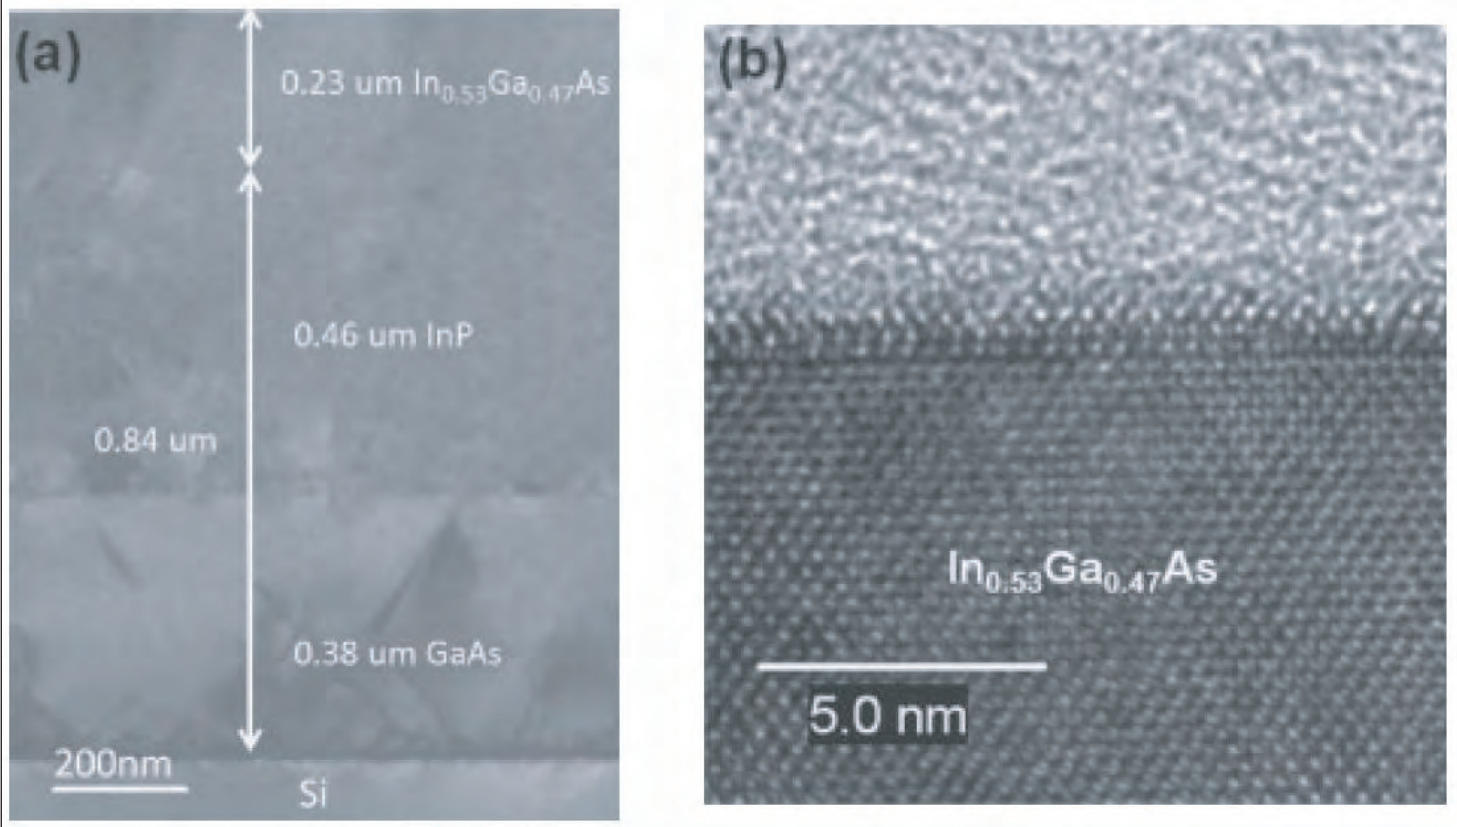 (a)
0.23 um In0.53Ga0.47As
0.46 um InP
0.84 um
0.38 um GaAs
200nm
Si
(b)
In0.53Ga0.47As
5.0 nm